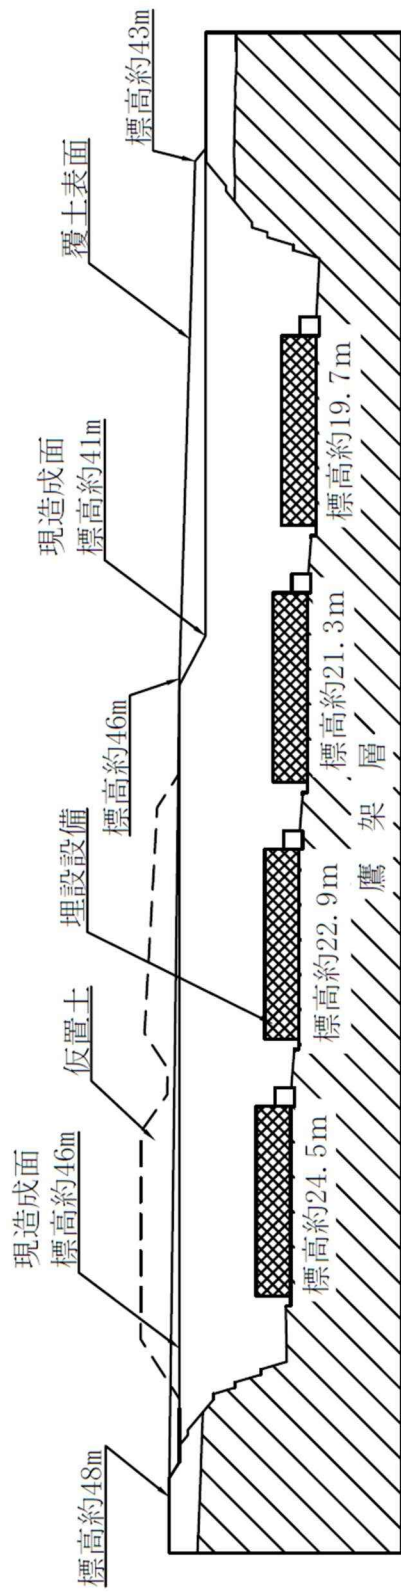 標高約48m
現造成面
標高約46m
仮置土
埋設設備
標高約46m
現造成面
標高約41m
覆土表面
標高約43m
標高約24.5m
標高約22.9m
標高約21.3m
標高約19.7m
鷹架層